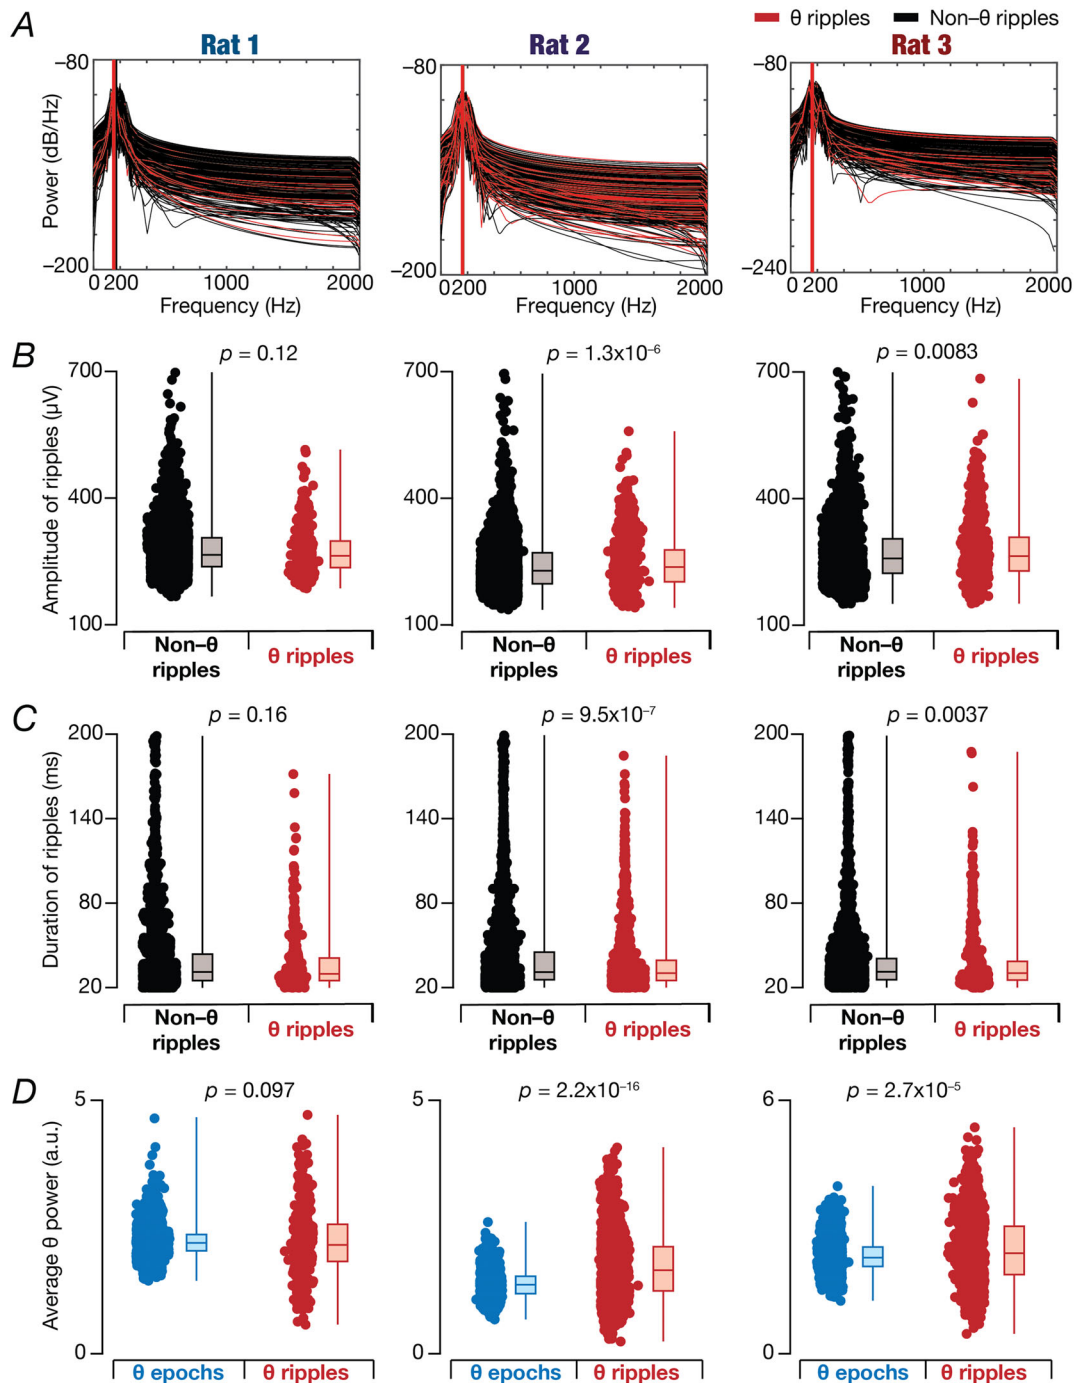 A
θ ripples Non–θ ripples
Rat 1 Rat 2 Rat 3
Power (dB/Hz)
–80
–200
0 200 1000 2000
Frequency (Hz)
–80
–200
0 200 1000 2000
Frequency (Hz)
–80
–240
0 200 1000 2000
Frequency (Hz)
B
Amplitude of ripples (µV)
p = 0.12
700
400
100
Non–θ
ripples
θ ripples
p = 1.3x10⁻⁶
700
400
100
Non–θ
ripples
θ ripples
p = 0.0083
700
400
100
Non–θ
ripples
θ ripples
C
Duration of ripples (ms)
p = 0.16
200
140
80
20
Non–θ
ripples
θ ripples
p = 9.5x10⁻⁷
200
140
80
20
Non–θ
ripples
θ ripples
p = 0.0037
200
140
80
20
Non–θ
ripples
θ ripples
D
Average θ power (a.u.)
p = 0.097
5
0
θ epochs θ ripples
p = 2.2x10⁻¹⁶
5
0
θ epochs θ ripples
p = 2.7x10⁻⁵
6
0
θ epochs θ ripples